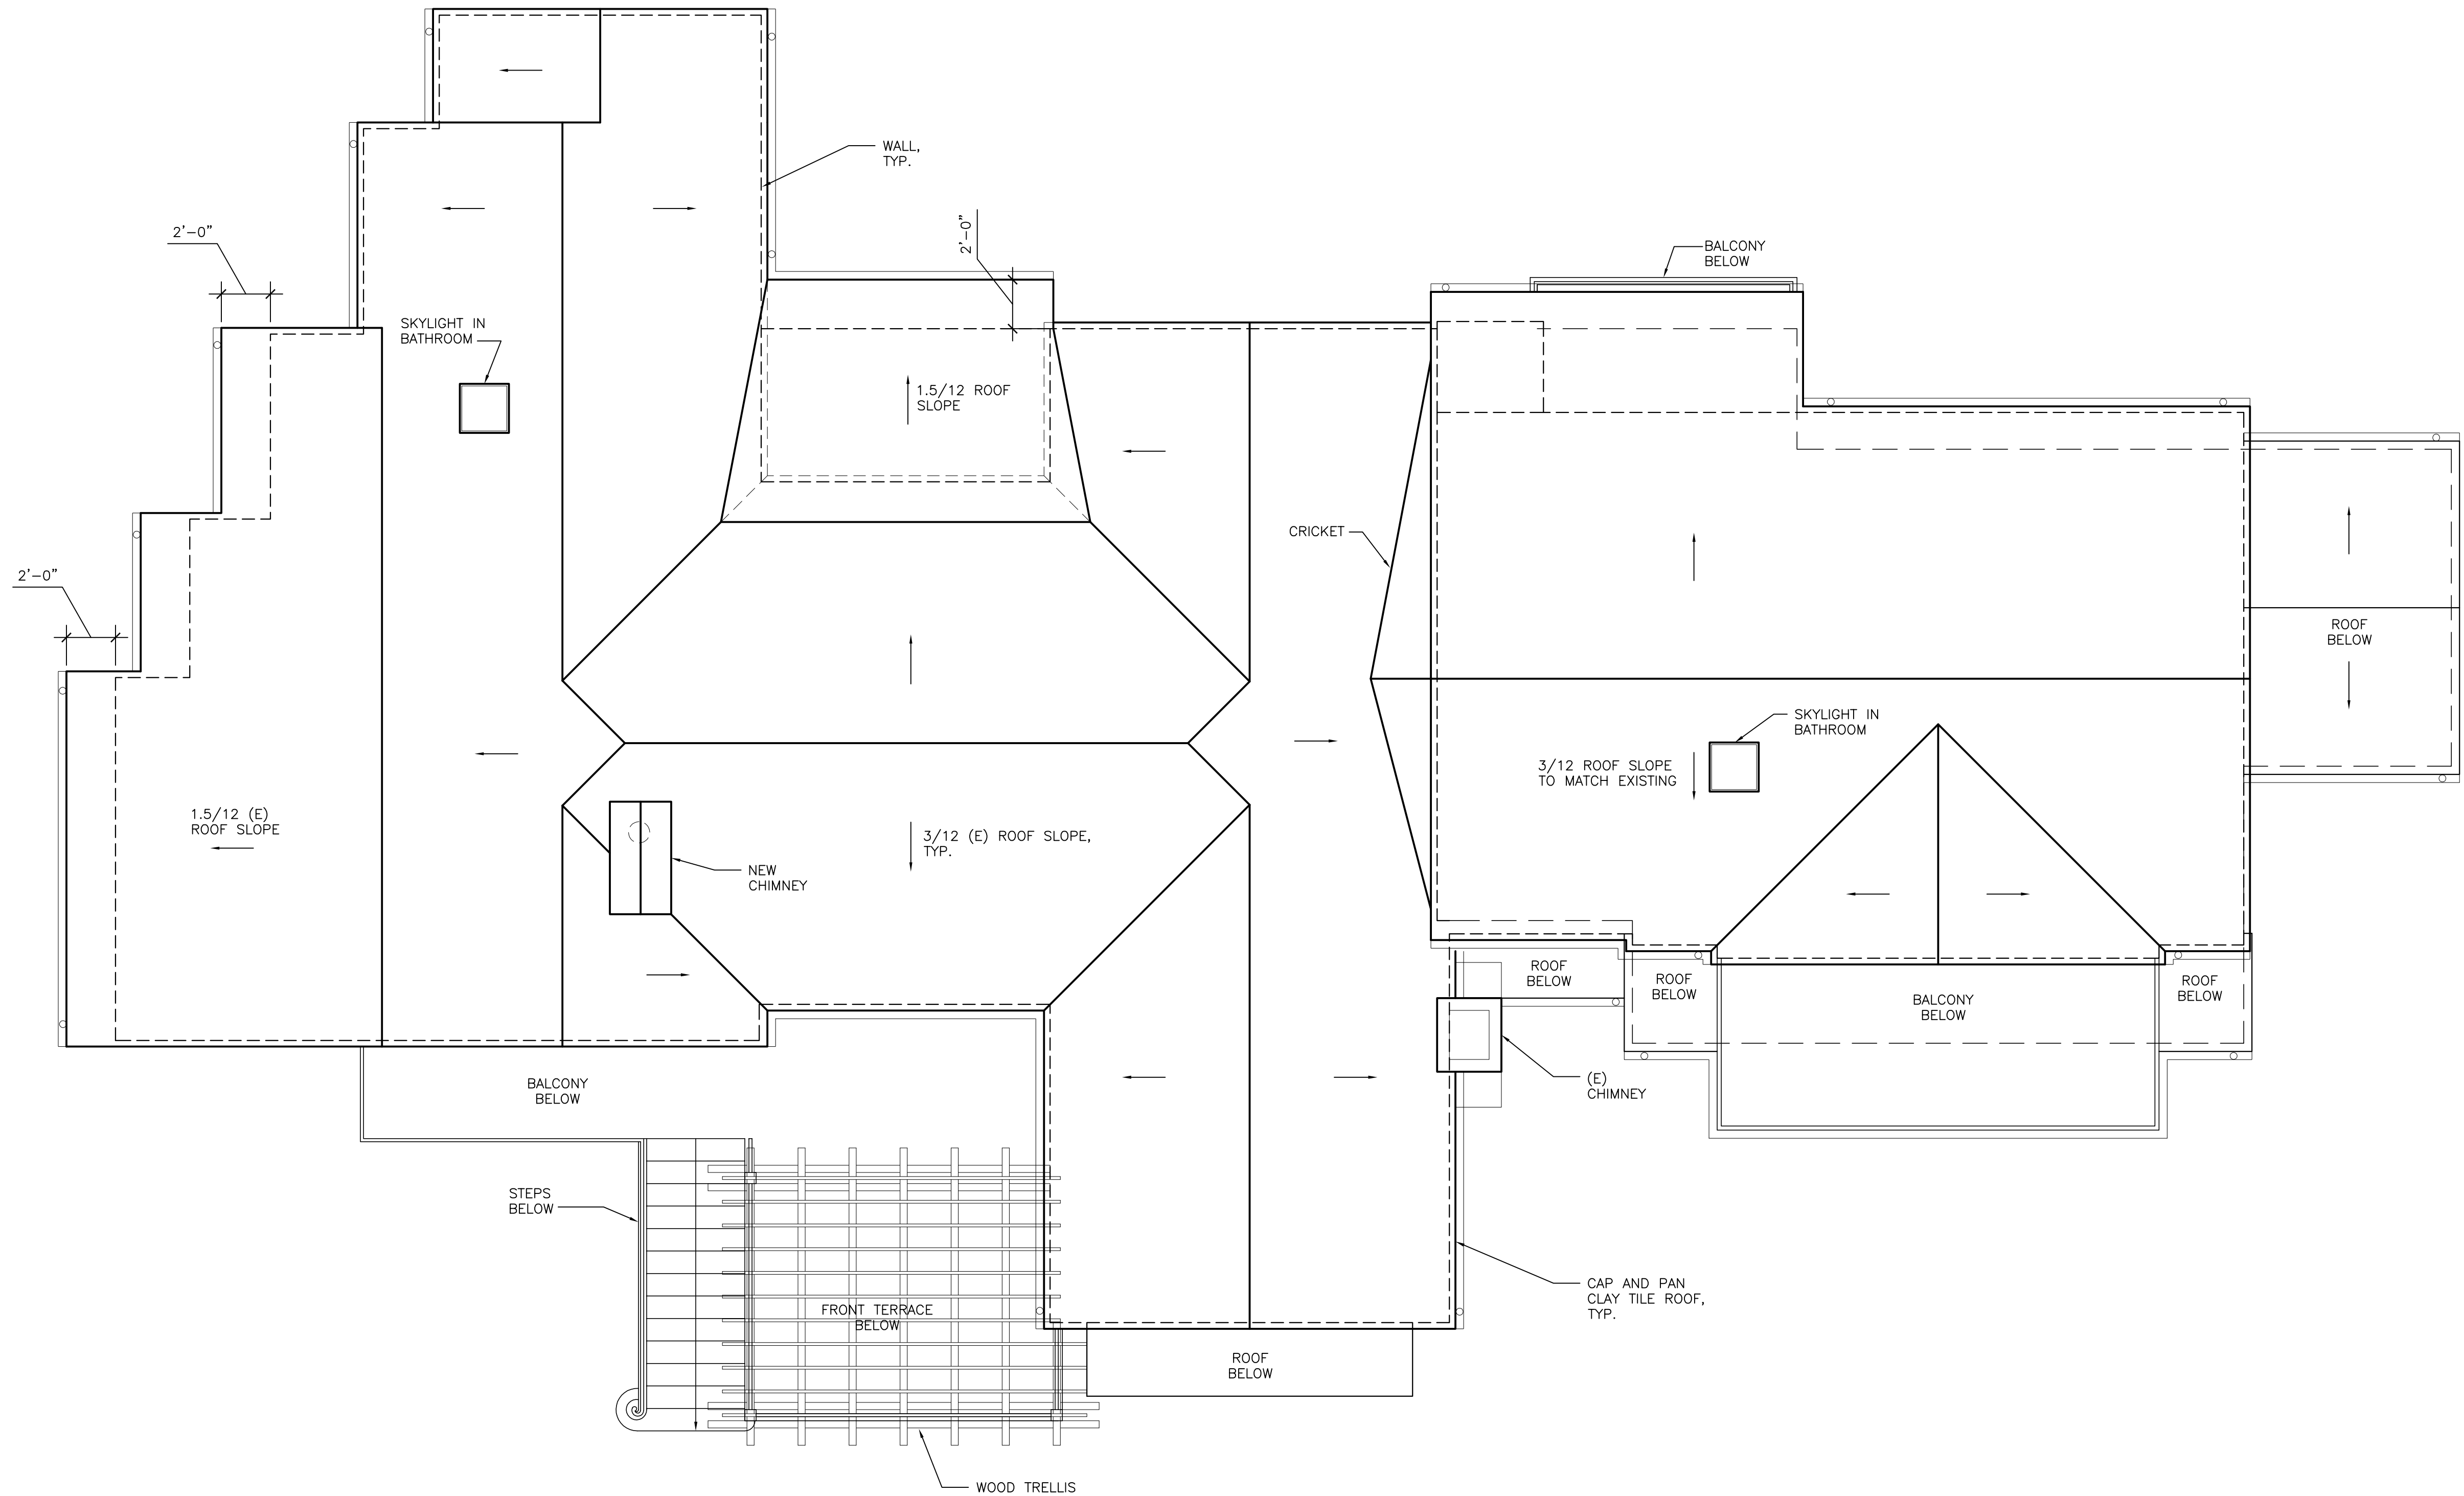 WALL,
TYP.
2'-0"
2'-0"
BALCONY
BELOW
SKYLIGHT IN
BATHROOM
1.5/12 ROOF
SLOPE
CRICKET
2'-0"
ROOF
BELOW
SKYLIGHT IN
BATHROOM
3/12 ROOF SLOPE
TO MATCH EXISTING
1.5/12 (E)
ROOF SLOPE
3/12 (E) ROOF SLOPE,
TYP.
NEW
CHIMNEY
ROOF
BELOW
ROOF
BELOW
BALCONY
BELOW
ROOF
BELOW
BALCONY
BELOW
(E)
CHIMNEY
STEPS
BELOW
FRONT TERRACE
BELOW
CAP AND PAN
CLAY TILE ROOF,
TYP.
ROOF
BELOW
WOOD TRELLIS